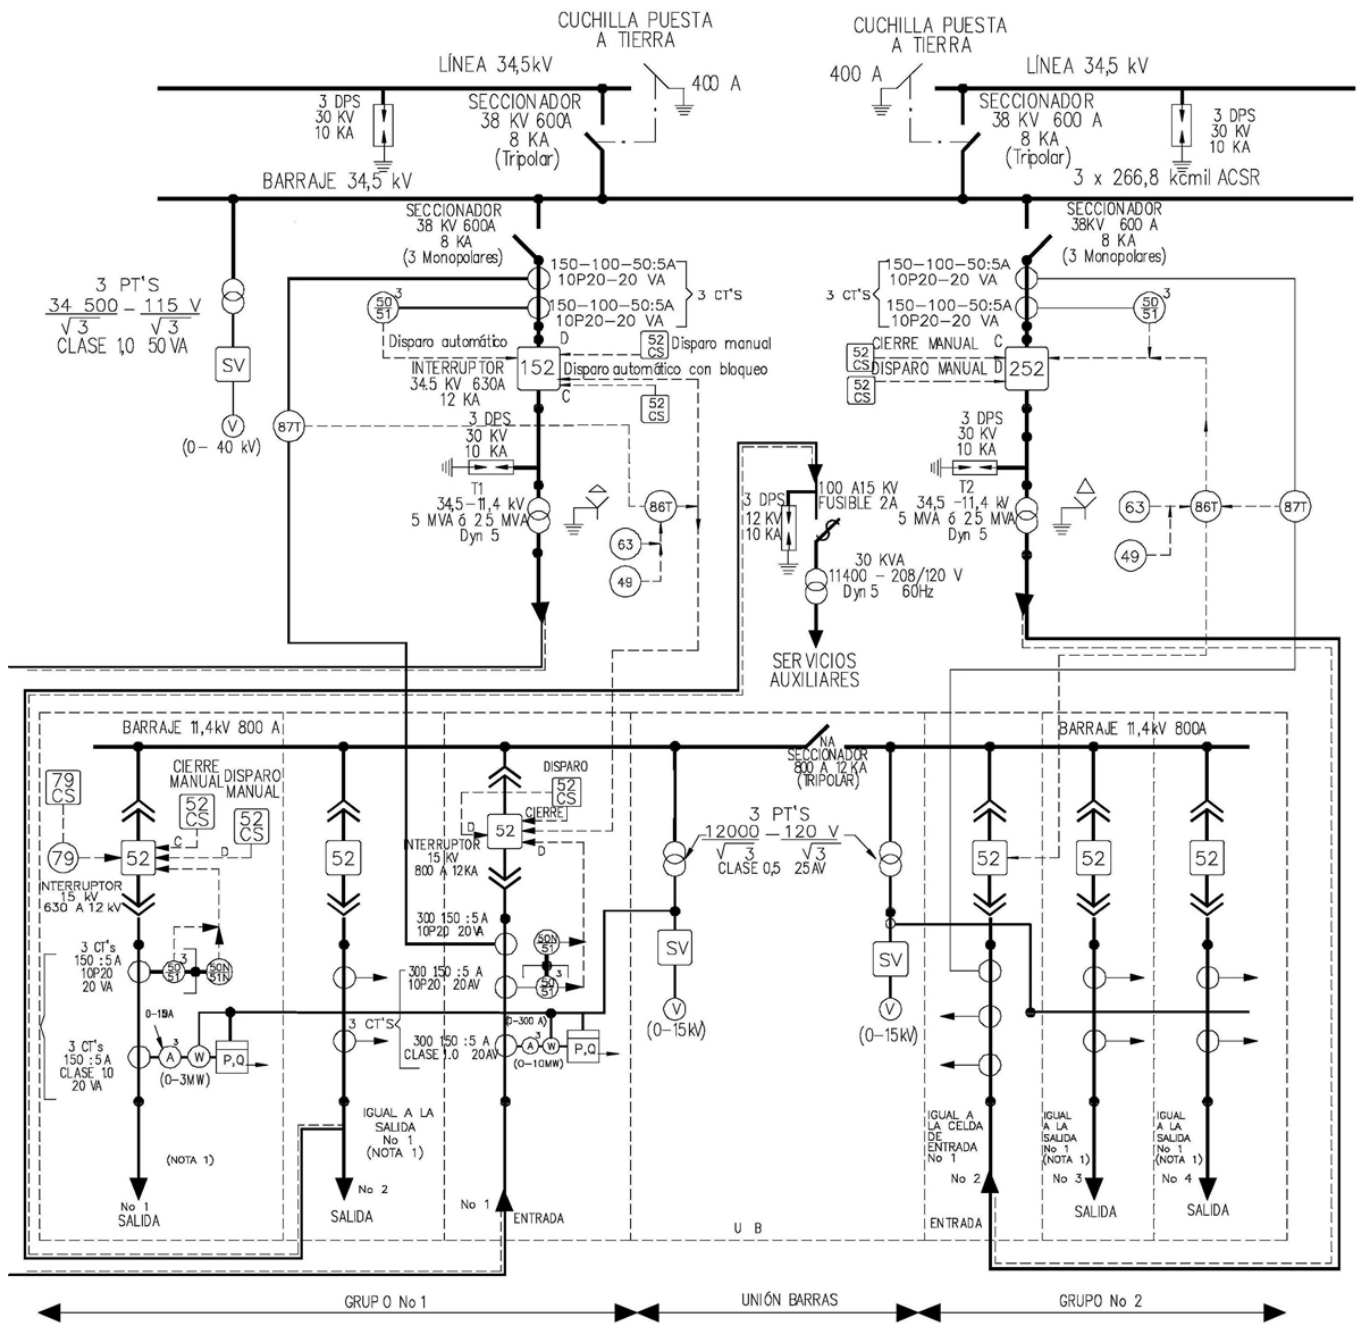 CUCHILLA PUESTA
A TIERRA
CUCHILLA PUESTA
A TIERRA
LÍNEA 34,5kV
400 A
400 A
LÍNEA 34,5 kV
3 DPS
30 KV
10 KA
SECCIONADOR
38 KV 600A
8 KA
(Tripolar)
SECCIONADOR
38 KV 600 A
8 KA
(Tripolar)
3 DPS
30 KV
10 KA
BARRAJE 34,5 kV
3 x 266,8 kcmil ACSR
SECCIONADOR
38 KV 600A
8 KA
(3 Monopolares)
SECCIONADOR
38KV 600 A
8 KA
(3 Monopolares)
3 PT'S
34 500 - 115 V
√3 √3
CLASE 1,0 50 VA
SV
V
(0- 40 kV)
150-100-50:5A
10P20-20 VA
150-100-50:5A
10P20-20 VA
3 CT'S
3 CT'S
150-100-50:5A
10P20-20 VA
150-100-50:5A
10P20-20 VA
50
51
3
50
51
3
Disparo automático
D
52
CS
Disparo manual
INTERRUPTOR
34.5 KV 630A
12 KA
152
Disparo automático con bloqueo
C
52
CS
52
CS
CIERRE MANUAL
C
52
CS
DISPARO MANUAL
D
252
87T
3 DPS
30 KV
10 KA
T1
34,5-11,4 kV
5 MVA ó 2.5 MVA
Dyn 5
86T
63
49
3 DPS
12 KV
10 KA
100 A15 KV
FUSIBLE 2A
30 KVA
11400 - 208/120 V
Dyn 5 60Hz
SERVICIOS
AUXILIARES
3 DPS
30 KV
10 KA
T2
34,5 -11,4 kV
5 MVA ó 2.5 MVA
Dyn 5
63
86T
87T
49
BARRAJE 11,4kV 800 A
NA
SECCIONADOR
800 A 12 KA
(TRIPOLAR)
BARRAJE 11,4kV 800A
79
CS
CIERRE
MANUAL
DISPARO
MANUAL
52
CS
52
CS
C
D
79
52
INTERRUPTOR
15 kV
630 A 12 kV
3 CT's
150 :5 A
10P20
20 VA
50
51
3
50N
51N
0-15A
3 CT's
150 :5 A
CLASE 1.0
20 VA
A
3
W
P,Q
(0-3MW)
(NOTA 1)
No 1
SALIDA
52
3 CT'S
IGUAL A LA
SALIDA
No 1
(NOTA 1)
No 2
SALIDA
DISPARO
52
CS
CIERRE
D
52
D
INTERRUPTOR
15 KV
800 A 12KA
300 150 :5 A
10P20 20VA
50N
51
300 150 :5 A
10P20 20AV
50
51
3
(0-300 A)
300 150 :5 A
CLASE 1.0 20AV
A
3
W
P,Q
(0-10MW)
No 1
ENTRADA
3 PT'S
12000 - 120 V
√3 √3
CLASE 0,5 25AV
SV
V
(0-15kV)
SV
V
(0-15kV)
U B
52
52
52
IGUAL A
LA CELDA
DE
ENTRADA
No 1
No 2
ENTRADA
IGUAL
A LA
SALIDA
No 1
(NOTA 1)
No 3
SALIDA
IGUAL
A LA
SALIDA
No 1
(NOTA 1)
No 4
SALIDA
GRUPO No 1
UNIÓN BARRAS
GRUPO No 2